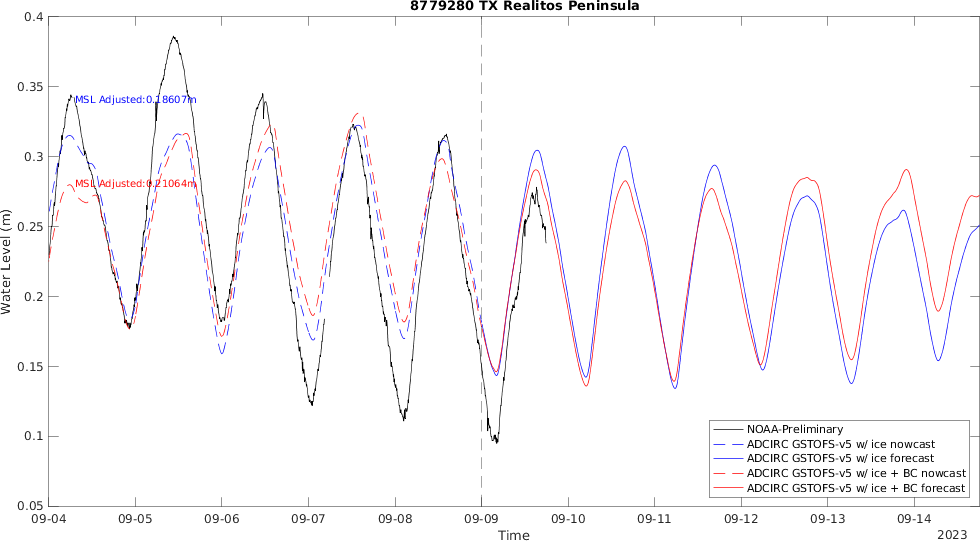 8779280 TX Realitos Peninsula
0.4
0.35
0.3
0.25
0.2
0.15
0.1
0.05
Water Level (m)
MSL Adjusted:0.18607m
MSL Adjusted:0.21064m
NOAA-Preliminary
ADCIRC GSTOFS-v5 w/ ice nowcast
ADCIRC GSTOFS-v5 w/ ice forecast
ADCIRC GSTOFS-v5 w/ ice + BC nowcast
ADCIRC GSTOFS-v5 w/ ice + BC forecast
09-04 09-05 09-06 09-07 09-08 09-09 09-10 09-11 09-12 09-13 09-14
Time
2023